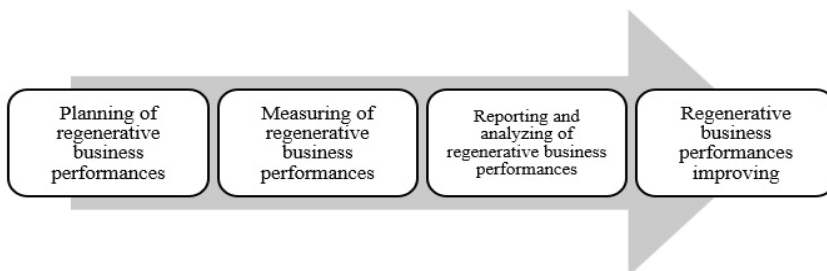 Planning of
regenerative
business
performances
Measuring of
regenerative
business
performances
Reporting and
analyzing of
regenerative business
performances
Regenerative
business
performances
improving